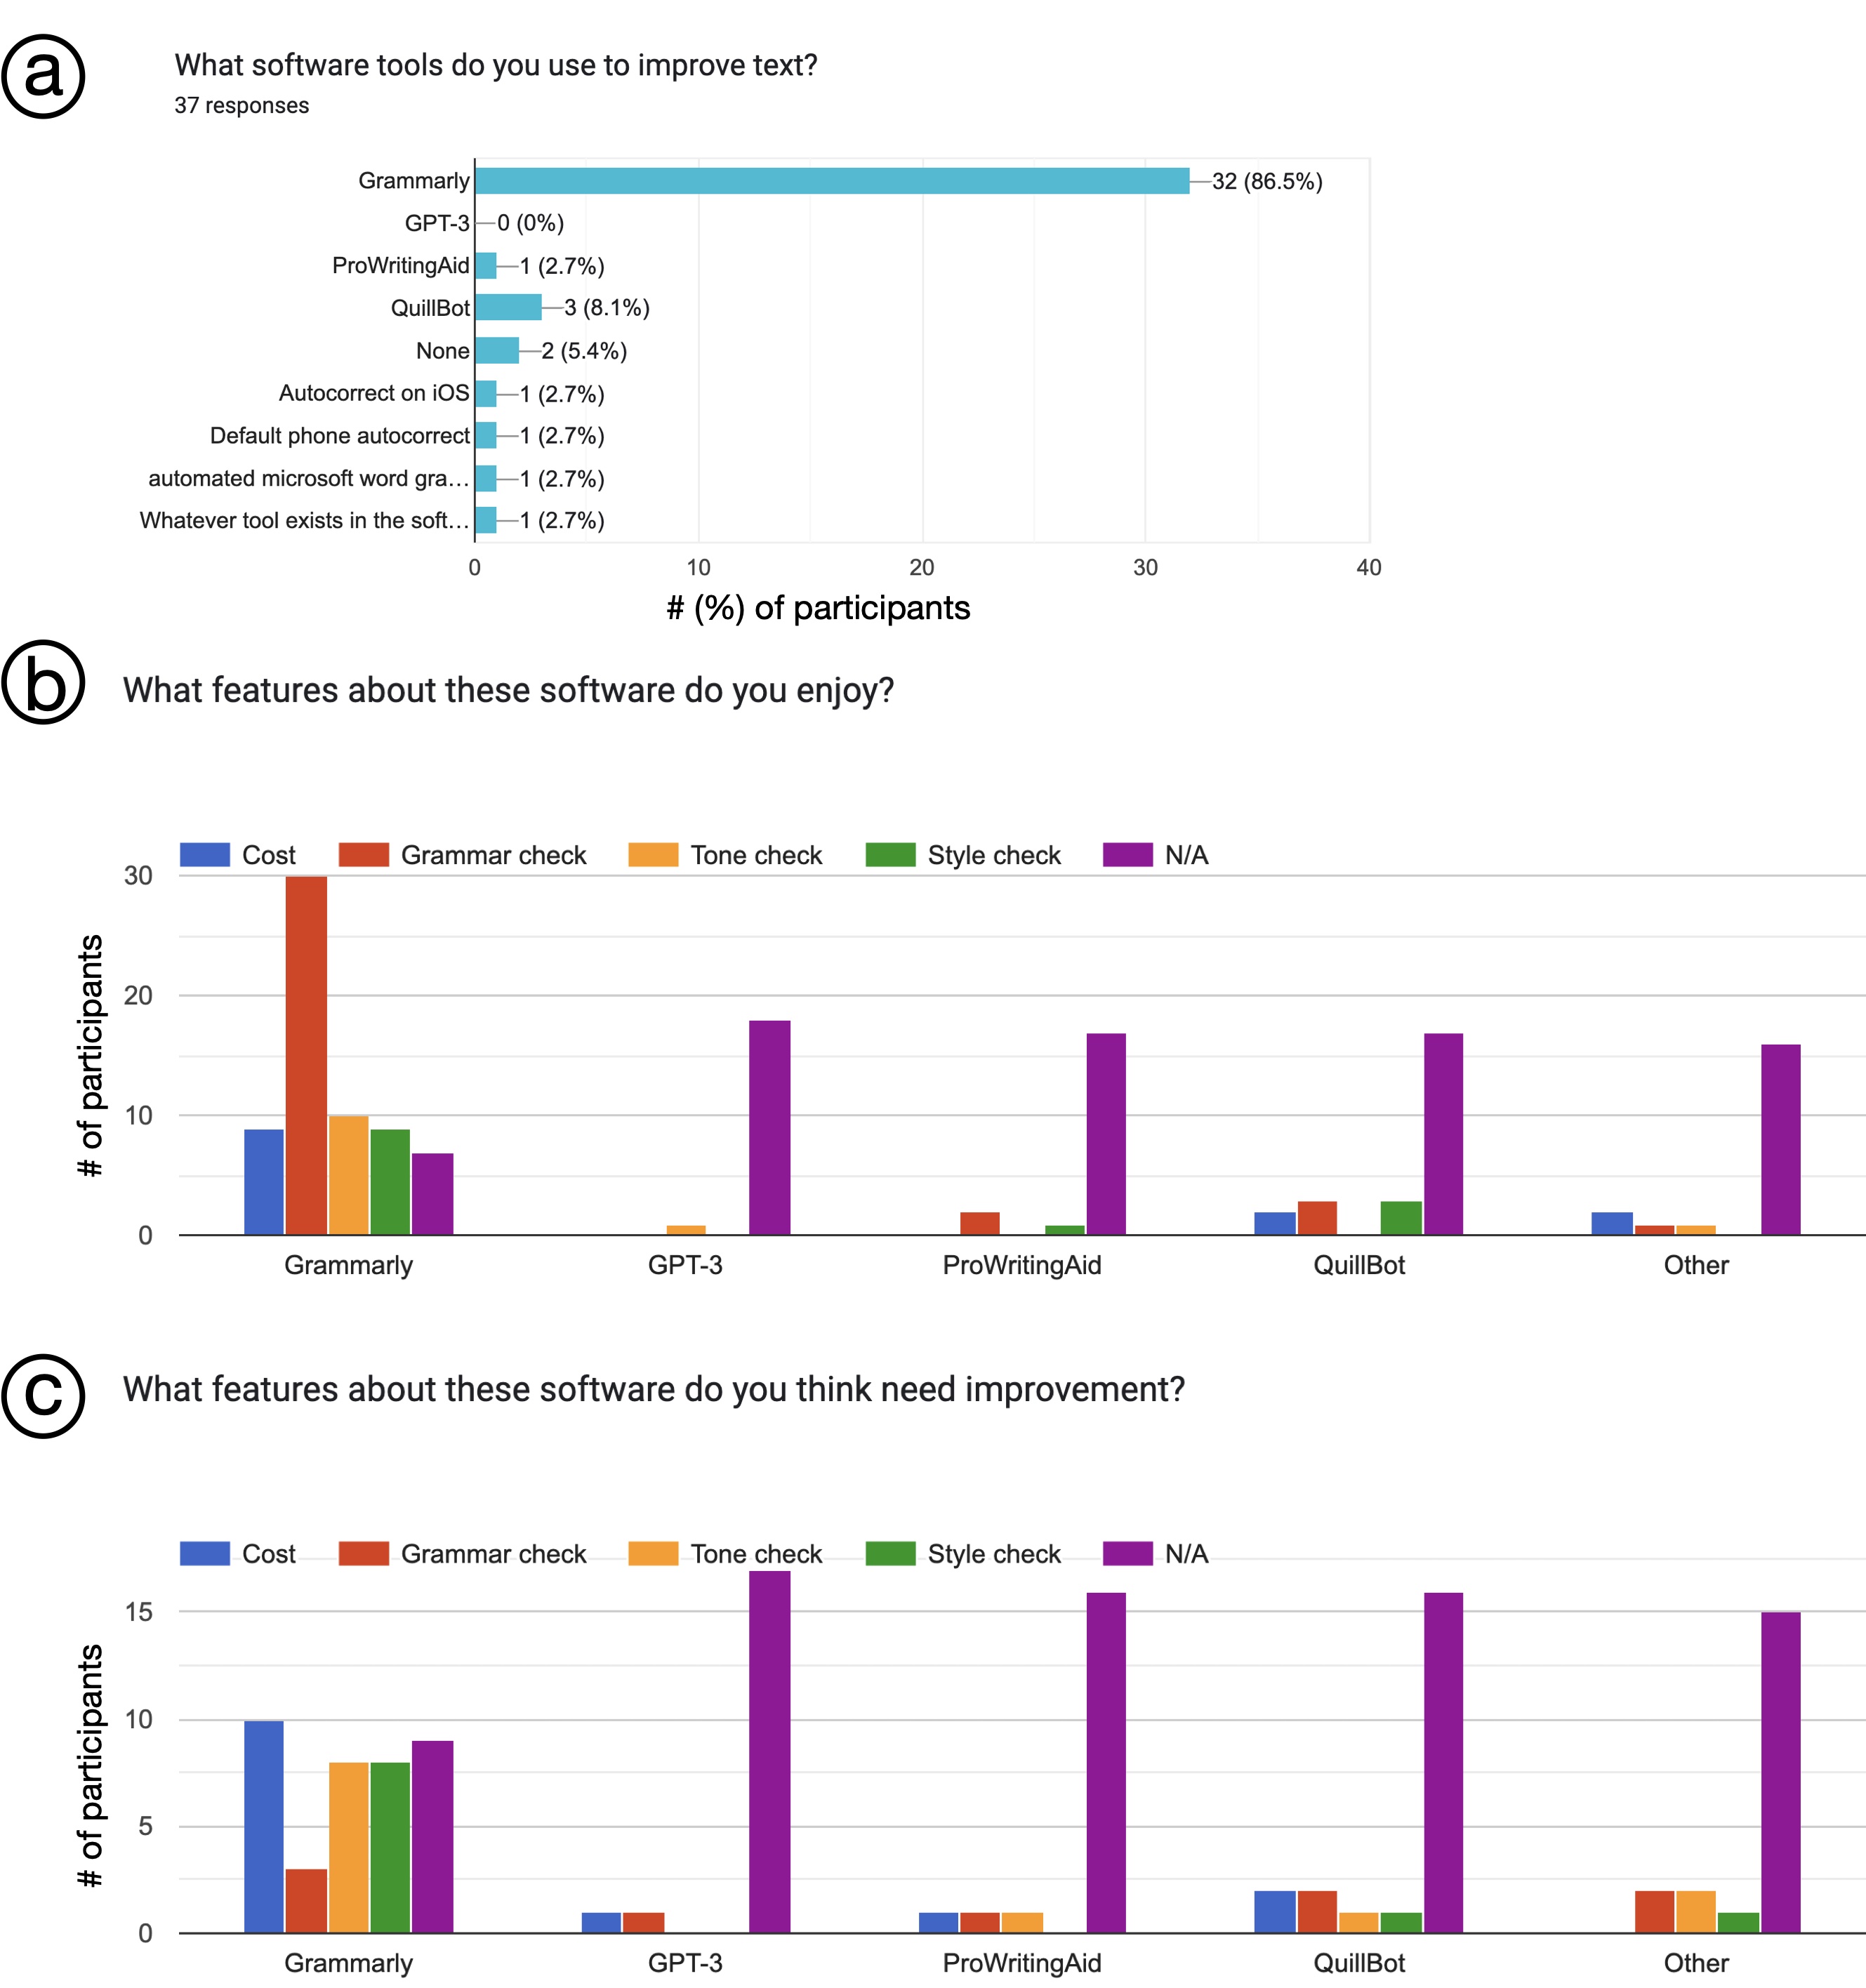 a
What software tools do you use to improve text?
37 responses
Grammarly 32 (86.5%)
GPT-3 0 (0%)
ProWritingAid 1 (2.7%)
QuillBot 3 (8.1%)
None 2 (5.4%)
Autocorrect on iOS 1 (2.7%)
Default phone autocorrect 1 (2.7%)
automated microsoft word gra... 1 (2.7%)
Whatever tool exists in the soft... 1 (2.7%)
0 10 20 30 40
# (%) of participants
b
What features about these software do you enjoy?
Cost Grammar check Tone check Style check N/A
30
20
10
0
# of participants
Grammarly GPT-3 ProWritingAid QuillBot Other
c
What features about these software do you think need improvement?
Cost Grammar check Tone check Style check N/A
15
10
5
0
# of participants
Grammarly GPT-3 ProWritingAid QuillBot Other